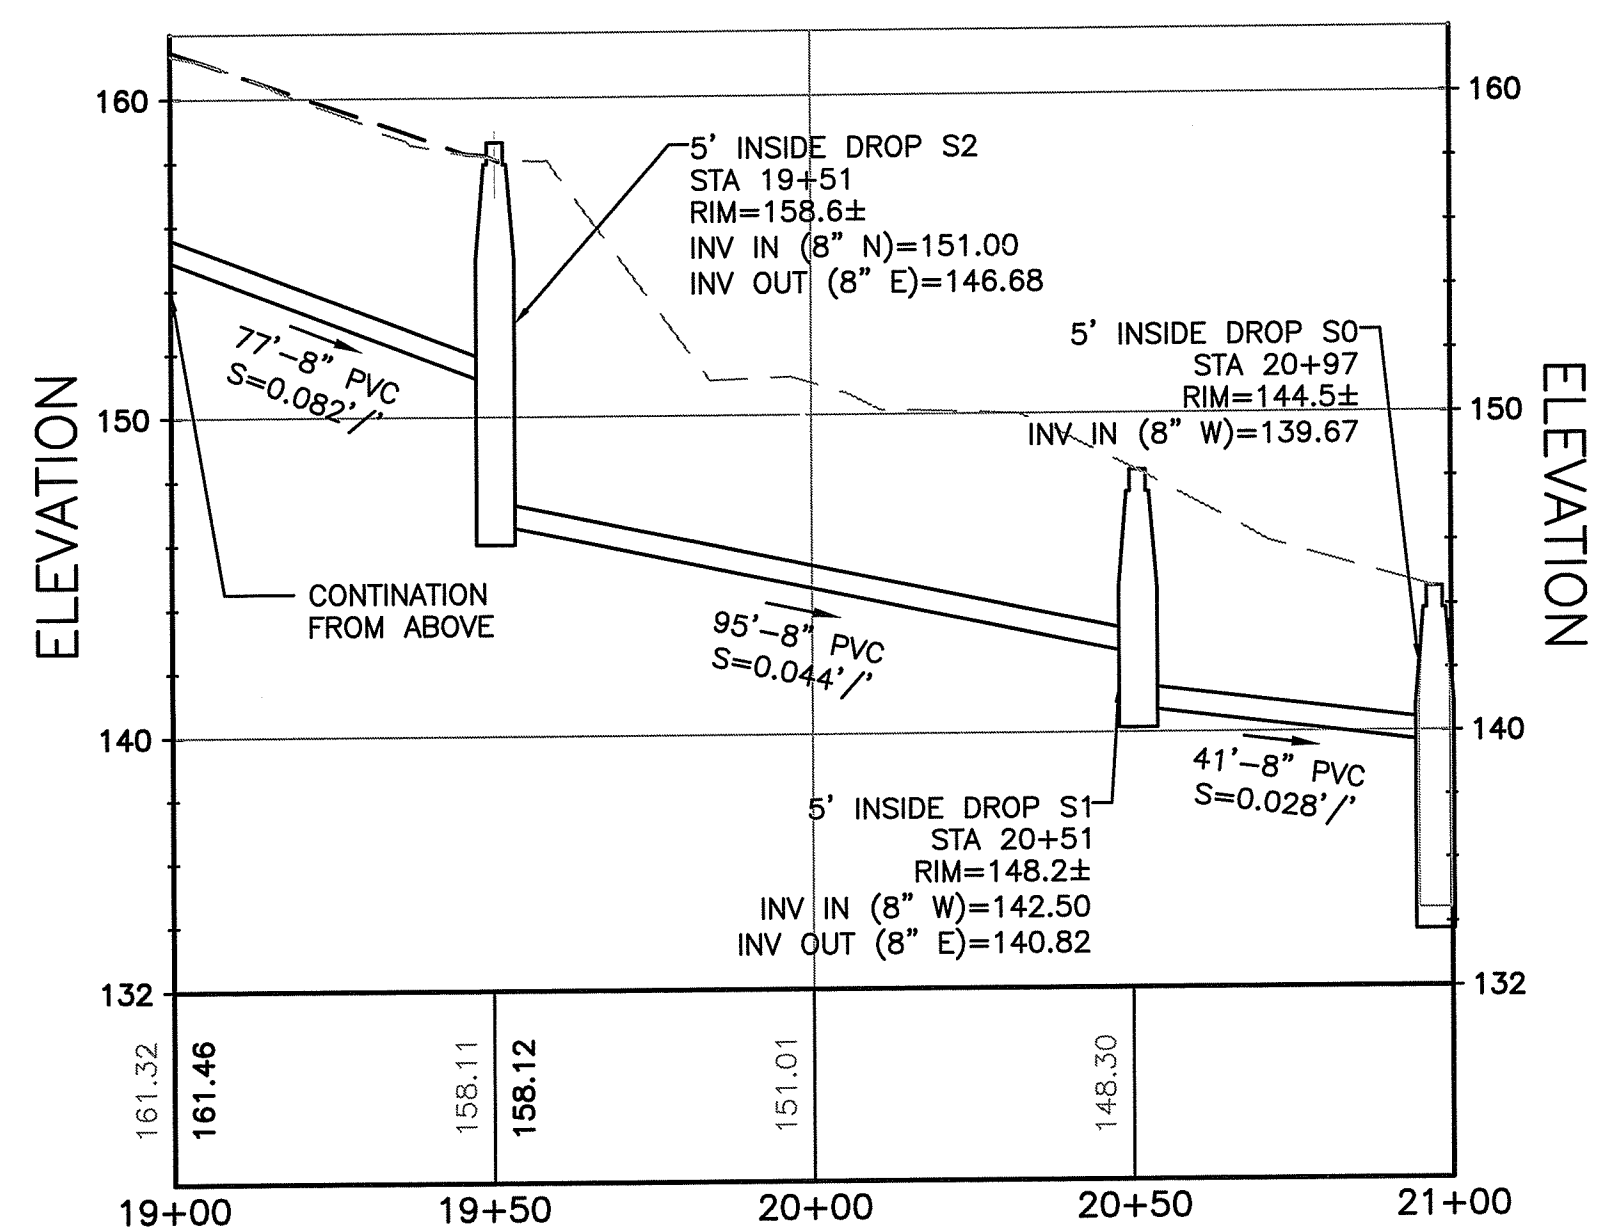 160
150
140
132
ELEVATION
160
150
140
132
ELEVATION
5' INSIDE DROP S2
STA 19+51
RIM=158.6±
INV IN (8" N)=151.00
INV OUT (8" E)=146.68
5' INSIDE DROP S0
STA 20+97
RIM=144.5±
INV IN (8" W)=139.67
77'-8" PVC
S=0.082'/'
CONTINATION
FROM ABOVE
95'-8" PVC
S=0.044'/'
41'-8" PVC
S=0.028'/'
5' INSIDE DROP S1
STA 20+51
RIM=148.2±
INV IN (8" W)=142.50
INV OUT (8" E)=140.82
161.32
161.46
158.11
158.12
151.01
148.30
19+00
19+50
20+00
20+50
21+00